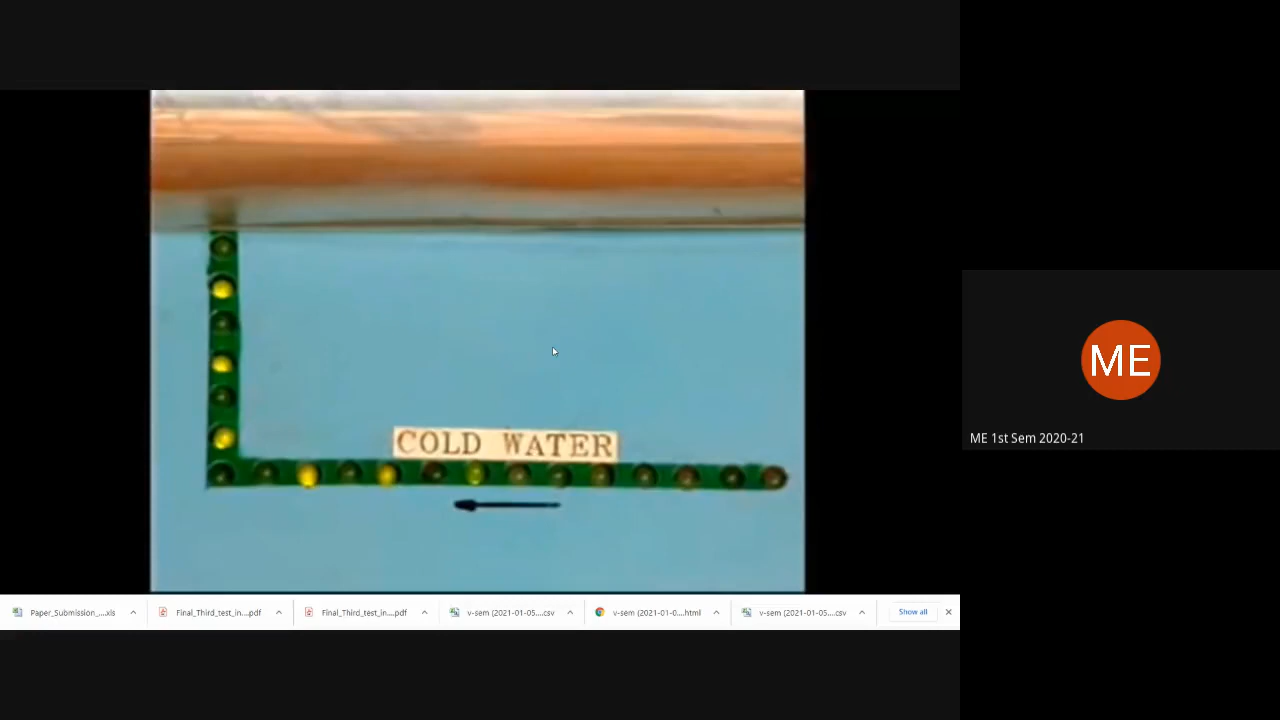 COLD WATER
ME
ME 1st Sem 2020-21
Paper_Submission_....xls
Final_Third_test_in....pdf
Final_Third_test_in....pdf
v-sem (2021-01-05....csv
v-sem (2021-01-0....html
v-sem (2021-01-05....csv
Show all